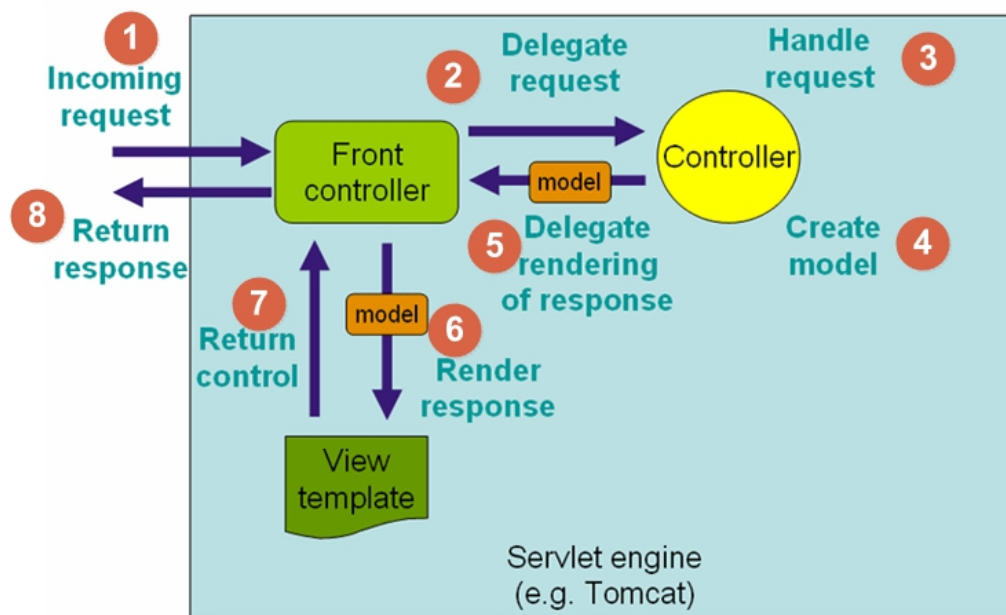 1
Incoming
request
2
Delegate
request
Handle
request
3
Front
controller
Controller
model
8
Return
response
5
Delegate
rendering
of response
Create
model
4
7
Return
control
model
6
Render
response
View
template
Servlet engine
(e.g. Tomcat)